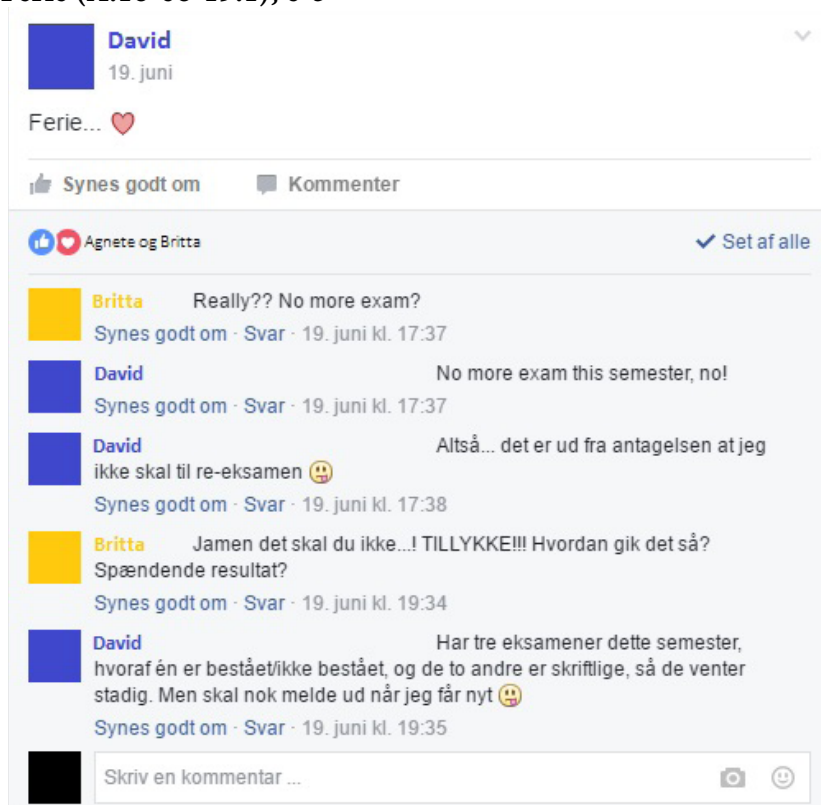 David
19. juni
Ferie...
Synes godt om Kommenter
Agnete og Britta Set af alle
Britta Really?? No more exam?
Synes godt om · Svar · 19. juni kl. 17:37
David No more exam this semester, no!
Synes godt om · Svar · 19. juni kl. 17:37
David Altså... det er ud fra antagelsen at jeg
ikke skal til re-eksamen
Synes godt om · Svar · 19. juni kl. 17:38
Britta Jamen det skal du ikke...! TILLYKKE!!! Hvordan gik det så?
Spændende resultat?
Synes godt om · Svar · 19. juni kl. 19:34
David Har tre eksamener dette semester,
hvoraf én er bestået/ikke bestået, og de to andre er skriftlige, så de venter
stadig. Men skal nok melde ud når jeg får nyt
Synes godt om · Svar · 19. juni kl. 19:35
Skriv en kommentar ...